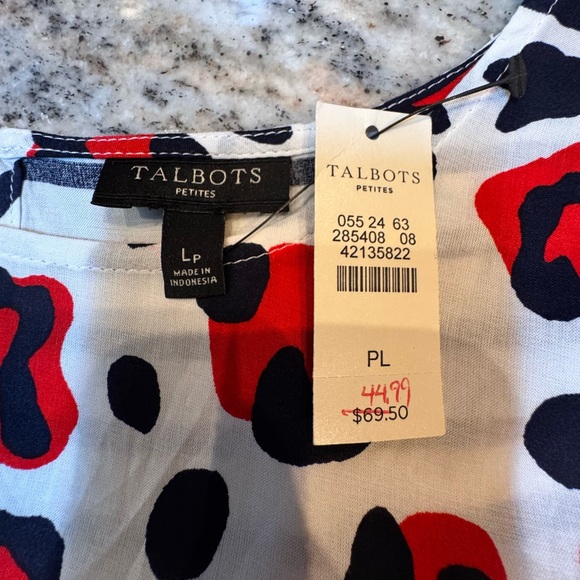 TALBOTS
PETITES
LP
MADE IN
INDONESIA
TALBOTS
PETITES
055 24 63
285408 08
42135822
PL
44.99
$69.50